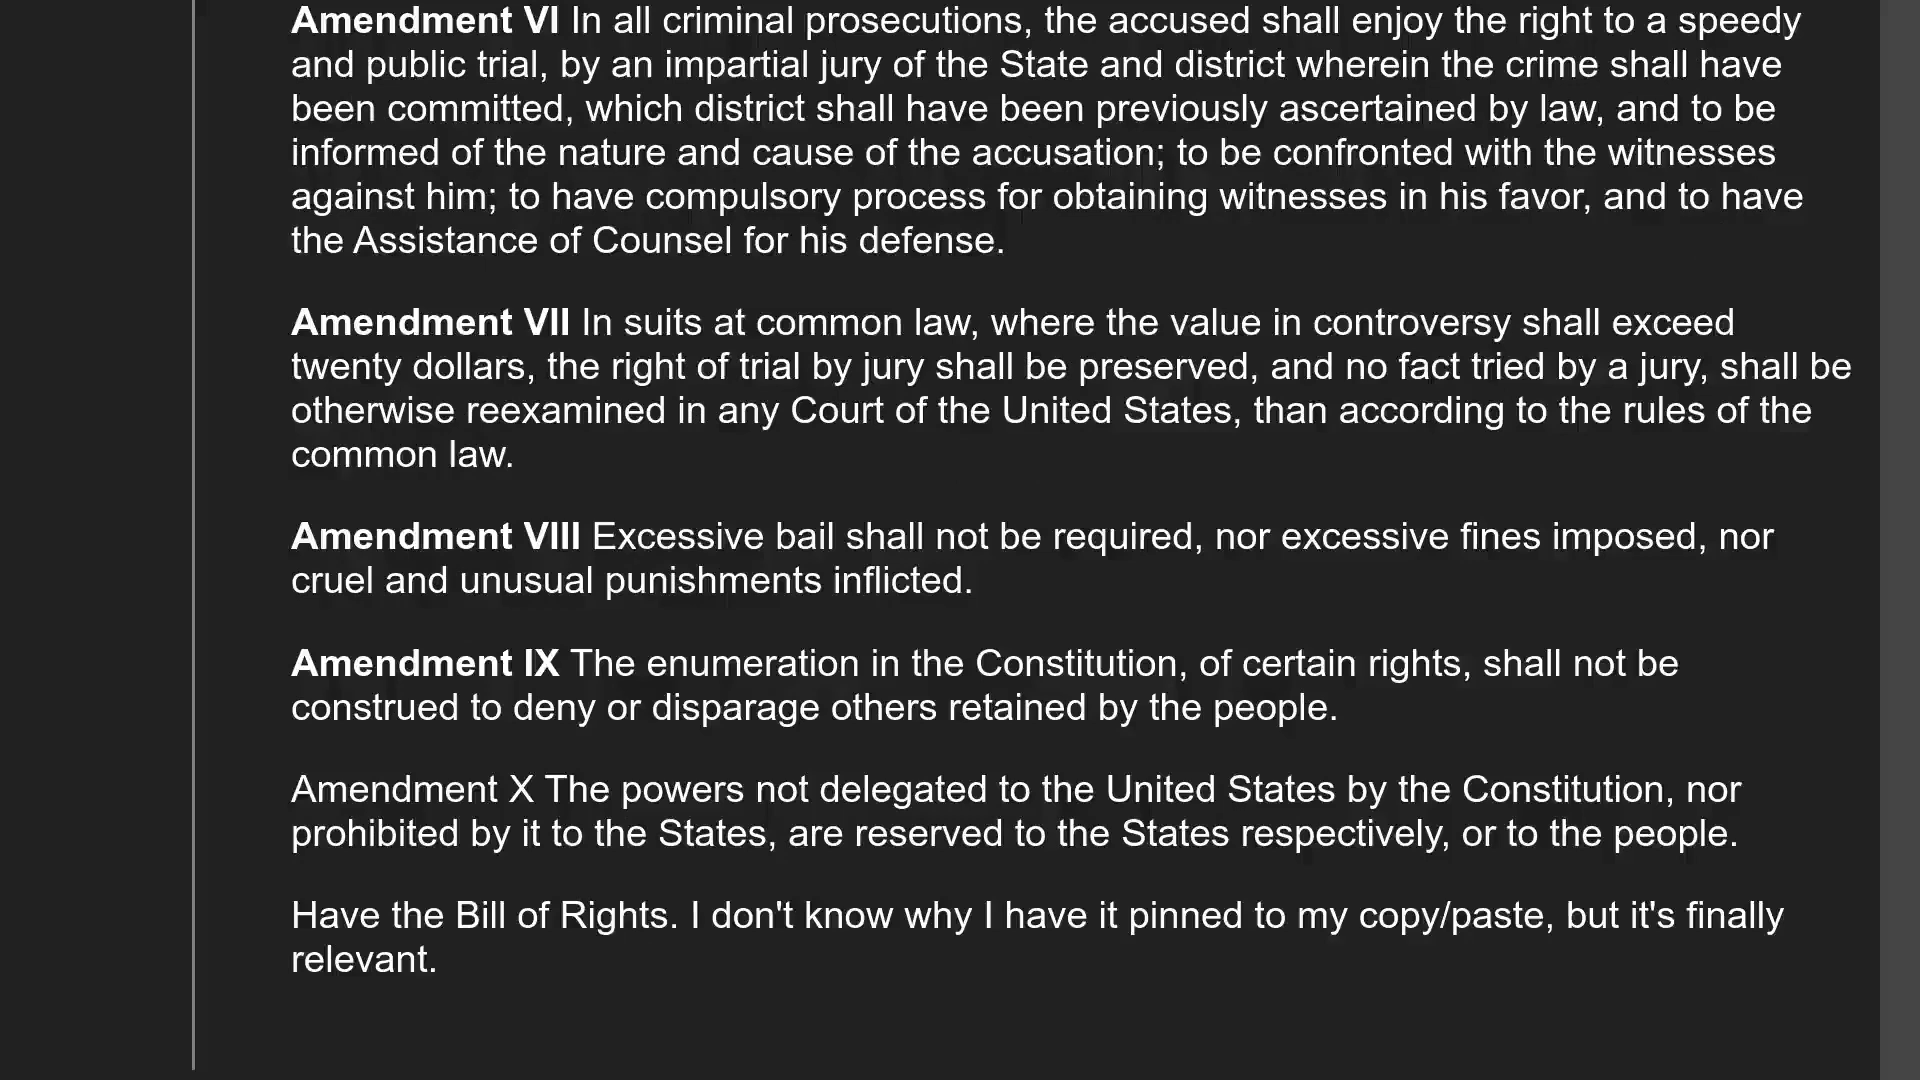 Amendment VI In all criminal prosecutions, the accused shall enjoy the right to a speedy
and public trial, by an impartial jury of the State and district wherein the crime shall have
been committed, which district shall have been previously ascertained by law, and to be
informed of the nature and cause of the accusation; to be confronted with the witnesses
against him; to have compulsory process for obtaining witnesses in his favor, and to have
the Assistance of Counsel for his defense.
Amendment VII In suits at common law, where the value in controversy shall exceed
twenty dollars, the right of trial by jury shall be preserved, and no fact tried by a jury, shall be
otherwise reexamined in any Court of the United States, than according to the rules of the
common law.
Amendment VIII Excessive bail shall not be required, nor excessive fines imposed, nor
cruel and unusual punishments inflicted.
Amendment IX The enumeration in the Constitution, of certain rights, shall not be
construed to deny or disparage others retained by the people.
Amendment X The powers not delegated to the United States by the Constitution, nor
prohibited by it to the States, are reserved to the States respectively, or to the people.
Have the Bill of Rights. I don't know why I have it pinned to my copy/paste, but it's finally
relevant.